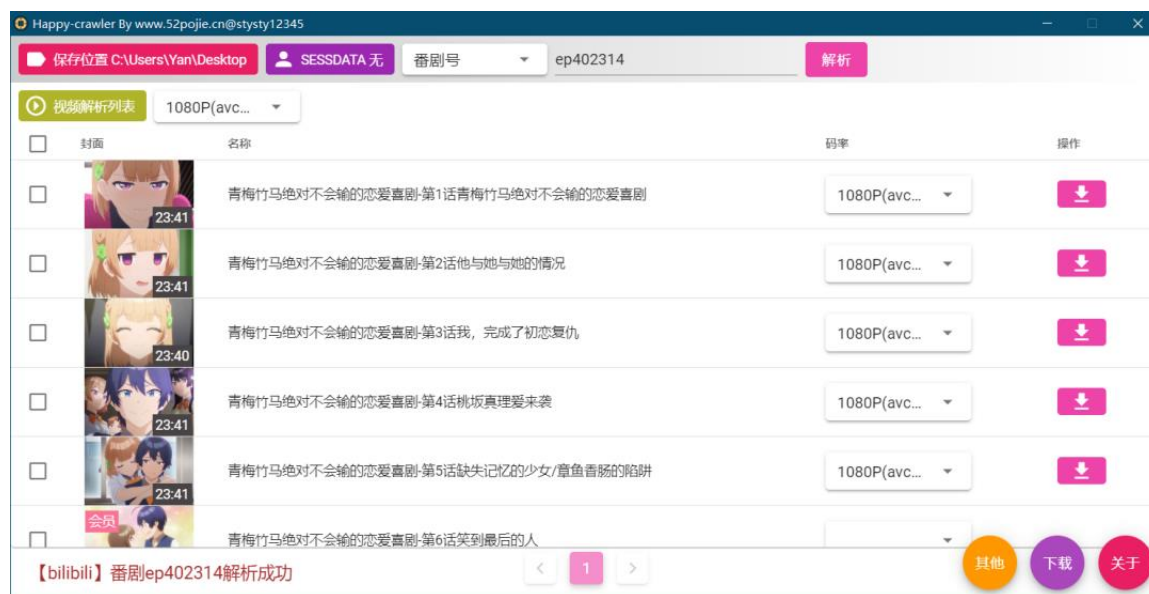 Happy-crawler By www.52pojie.cn@stysty12345
保存位置 C:\Users\Yan\Desktop SESSDATA 无 番剧号 ep402314 解析
视频解析列表 1080P(avc...
封面 名称 码率 操作
23:41 青梅竹马绝对不会输的恋爱喜剧-第1话青梅竹马绝对不会输的恋爱喜剧 1080P(avc...
23:41 青梅竹马绝对不会输的恋爱喜剧-第2话他与她与她的情况 1080P(avc...
23:40 青梅竹马绝对不会输的恋爱喜剧-第3话我，完成了初恋复仇 1080P(avc...
23:41 青梅竹马绝对不会输的恋爱喜剧-第4话桃坂真理爱来袭 1080P(avc...
23:41 青梅竹马绝对不会输的恋爱喜剧-第5话缺失记忆的少女/章鱼香肠的陷阱 1080P(avc...
会员 青梅竹马绝对不会输的恋爱喜剧-第6话笑到最后的人
【bilibili】番剧ep402314解析成功 1 其他 下载 关于